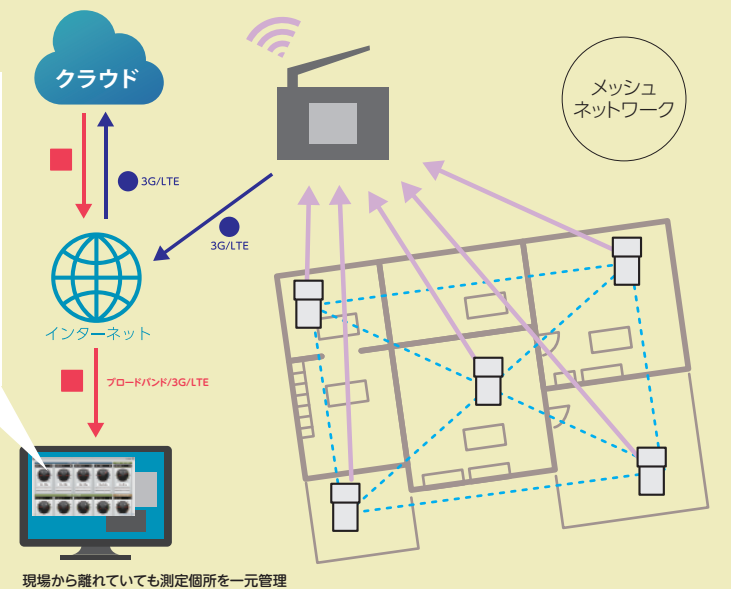 クラウド
メッシュ
ネットワーク
3G/LTE
3G/LTE
インターネット
ブロードバンド/3G/LTE
現場から離れていても測定個所を一元管理